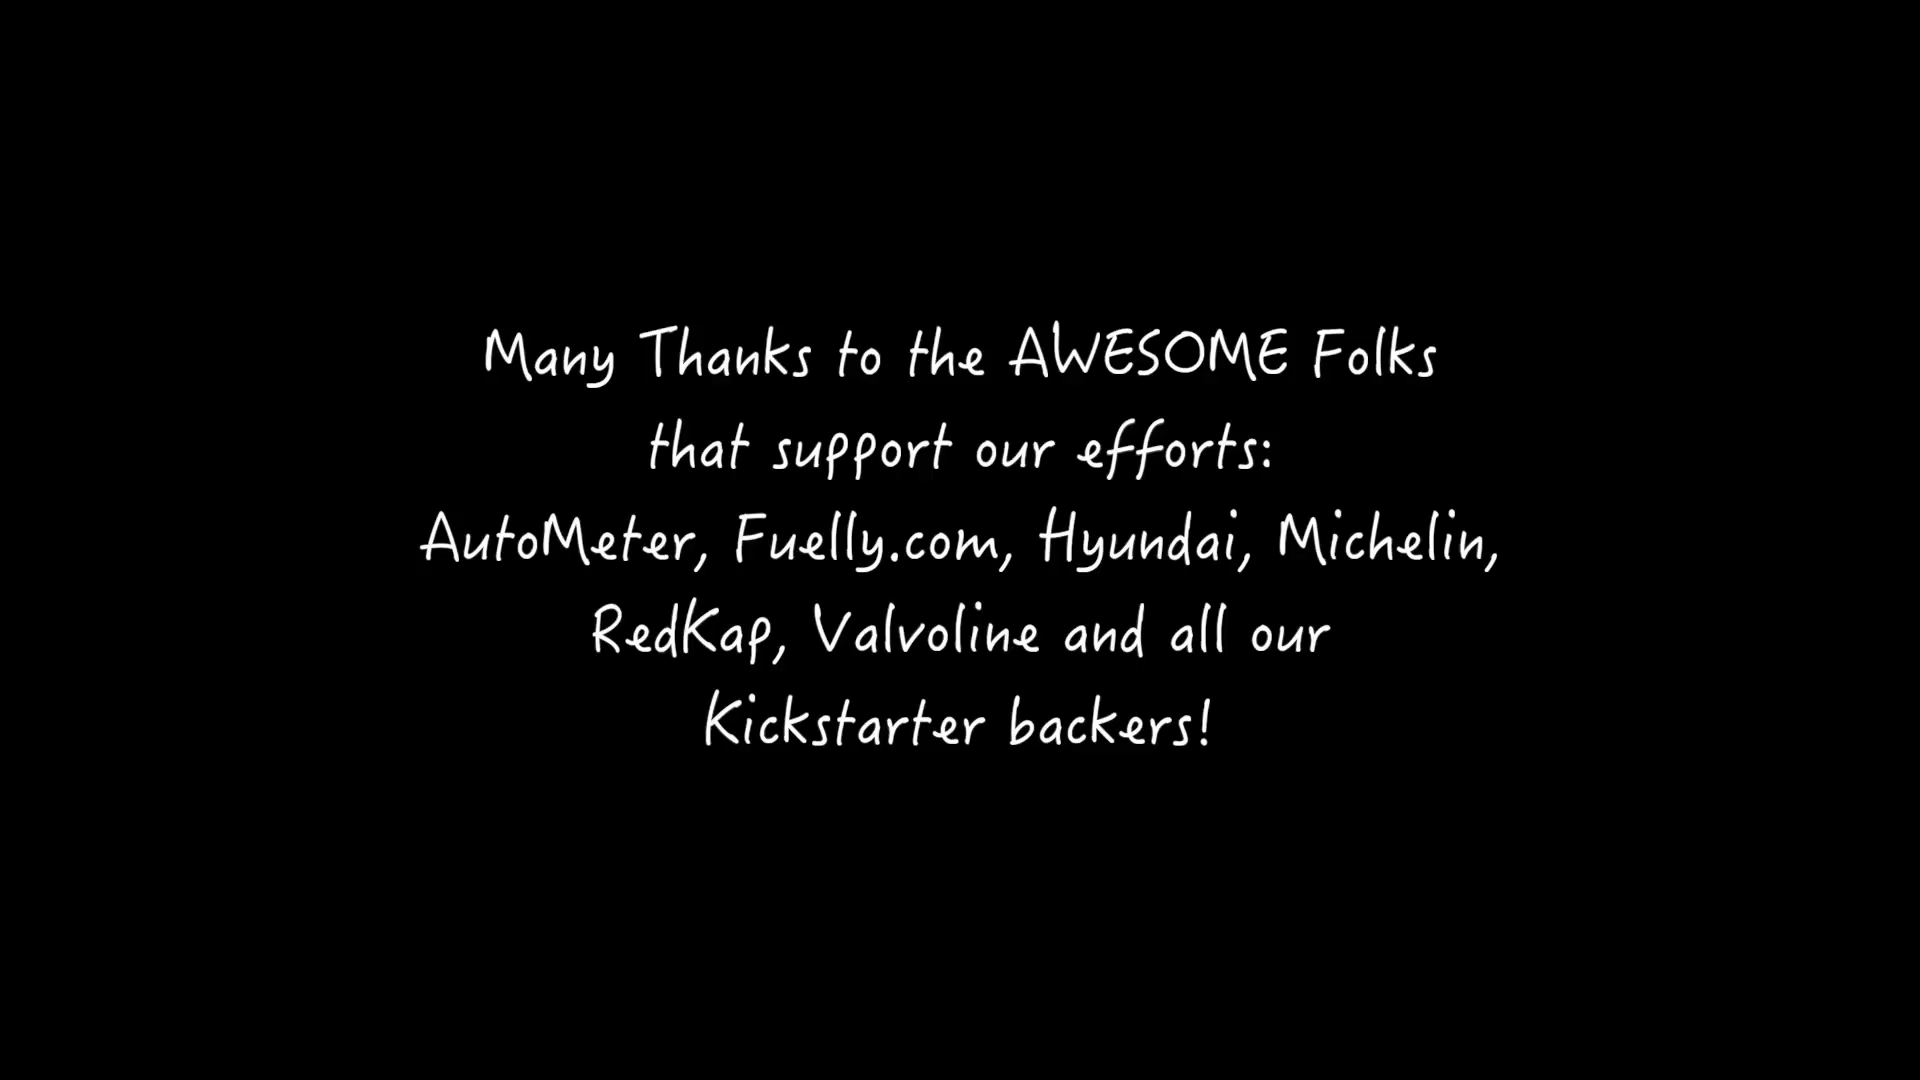 Many Thanks to the AWESOME Folks
that support our efforts:
AutoMeter, Fuelly.com, Hyundai, Michelin,
RedKap, Valvoline and all our
Kickstarter backers!